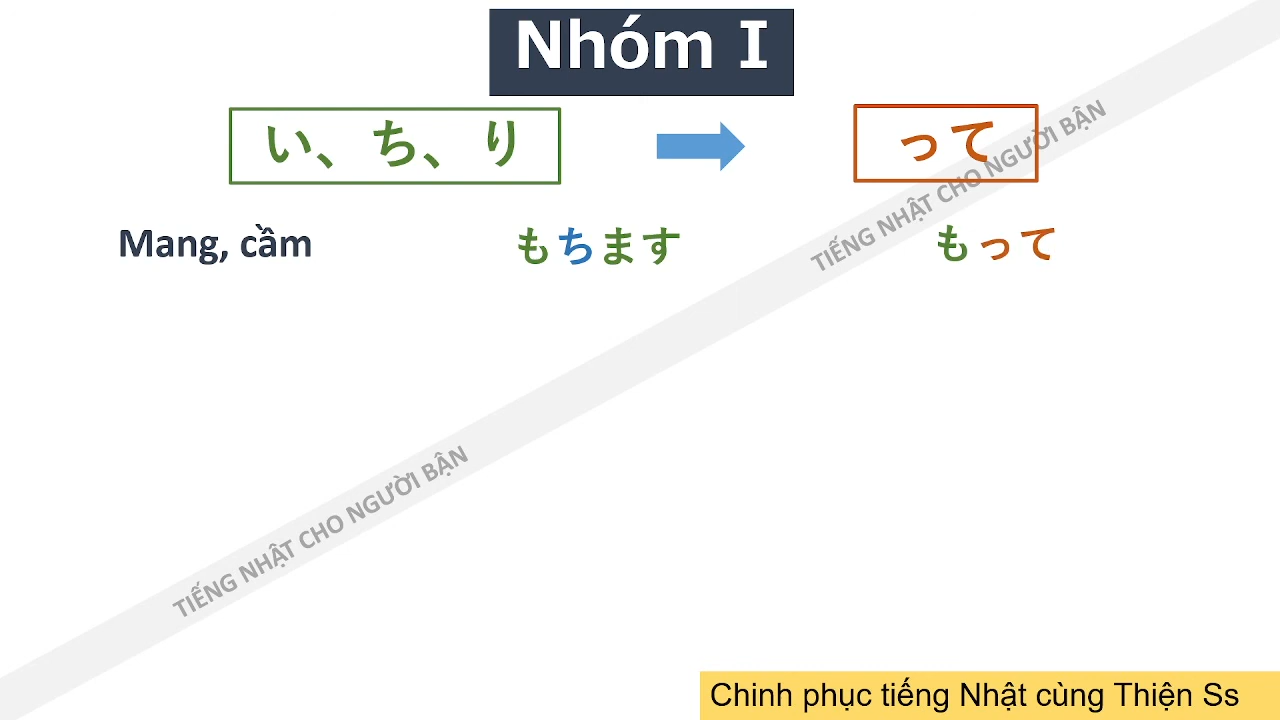 Nhóm I
い、ち、り って
Mang, cầm もちます もって
TIẾNG NHẬT CHO NGƯỜI BẬN
TIẾNG NHẬT CHO NGƯỜI BẬN
Chinh phục tiếng Nhật cùng Thiện Ss